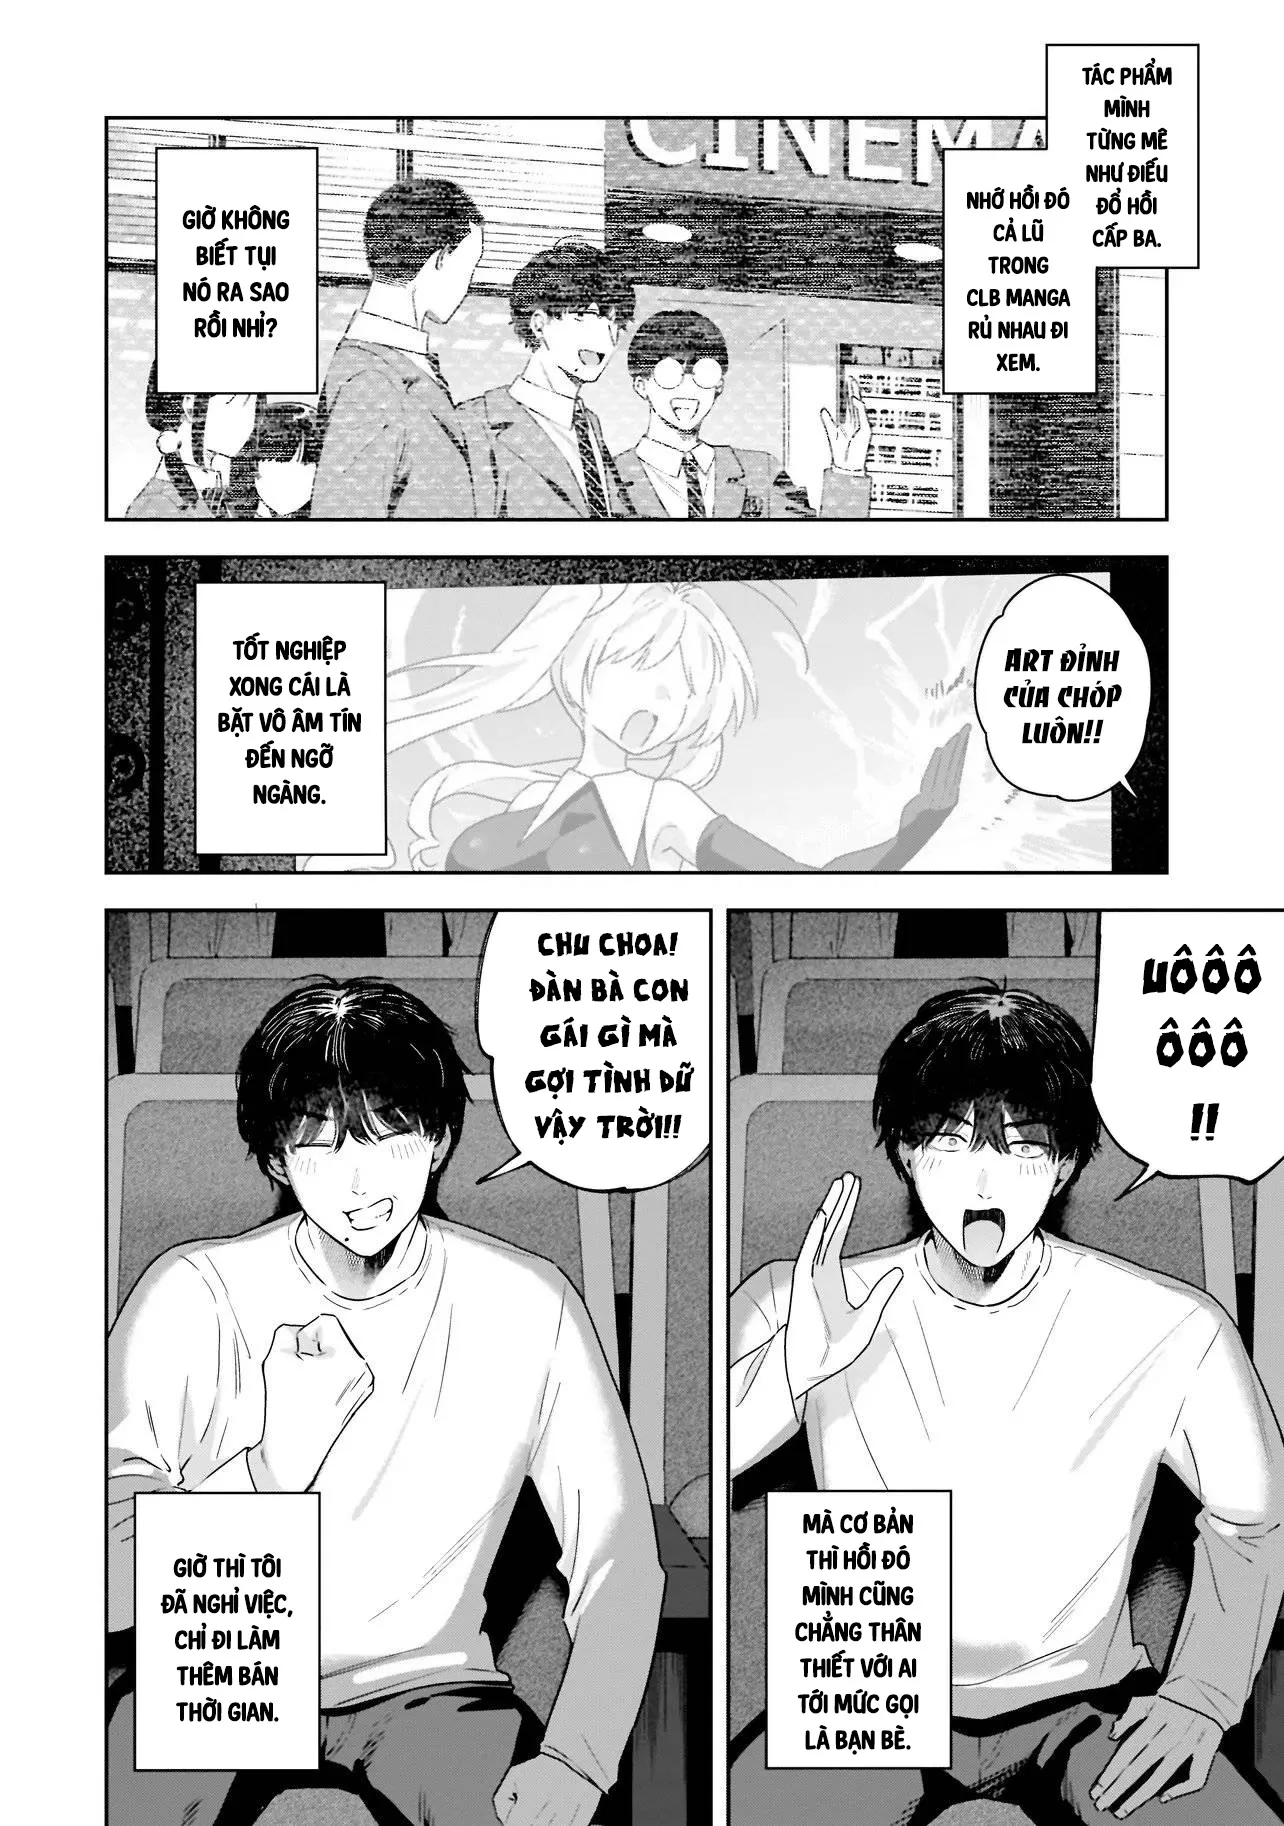 TÁC PHẨM
MÌNH
TỪNG MÊ
NHƯ ĐIẾU
ĐỔ HỒI
CẤP BA.
NHỚ HỒI ĐÓ
CẢ LŨ
TRONG
CLB MANGA
RỦ NHAU ĐI
XEM.
CINEMA
GIỜ KHÔNG
BIẾT TỤI
NÓ RA SAO
RỒI NHỈ?
ART ĐỈNH
CỦA CHÓP
LUÔN!!
TỐT NGHIỆP
XONG CÁI LÀ
BẶT VÔ ÂM TÍN
ĐẾN NGỠ
NGÀNG.
UÔÔÔ
ÔÔÔ
!!
MÀ CƠ BẢN
THÌ HỒI ĐÓ
MÌNH CŨNG
CHẲNG THÂN
THIẾT VỚI AI
TỚI MỨC GỌI
LÀ BẠN BÈ.
CHU CHOA!
ĐÀN BÀ CON
GÁI GÌ MÀ
GỢI TÌNH DỮ
VẬY TRỜI!!
GIỜ THÌ TÔI
ĐÃ NGHỈ VIỆC,
CHỈ ĐI LÀM
THÊM BÁN
THỜI GIAN.